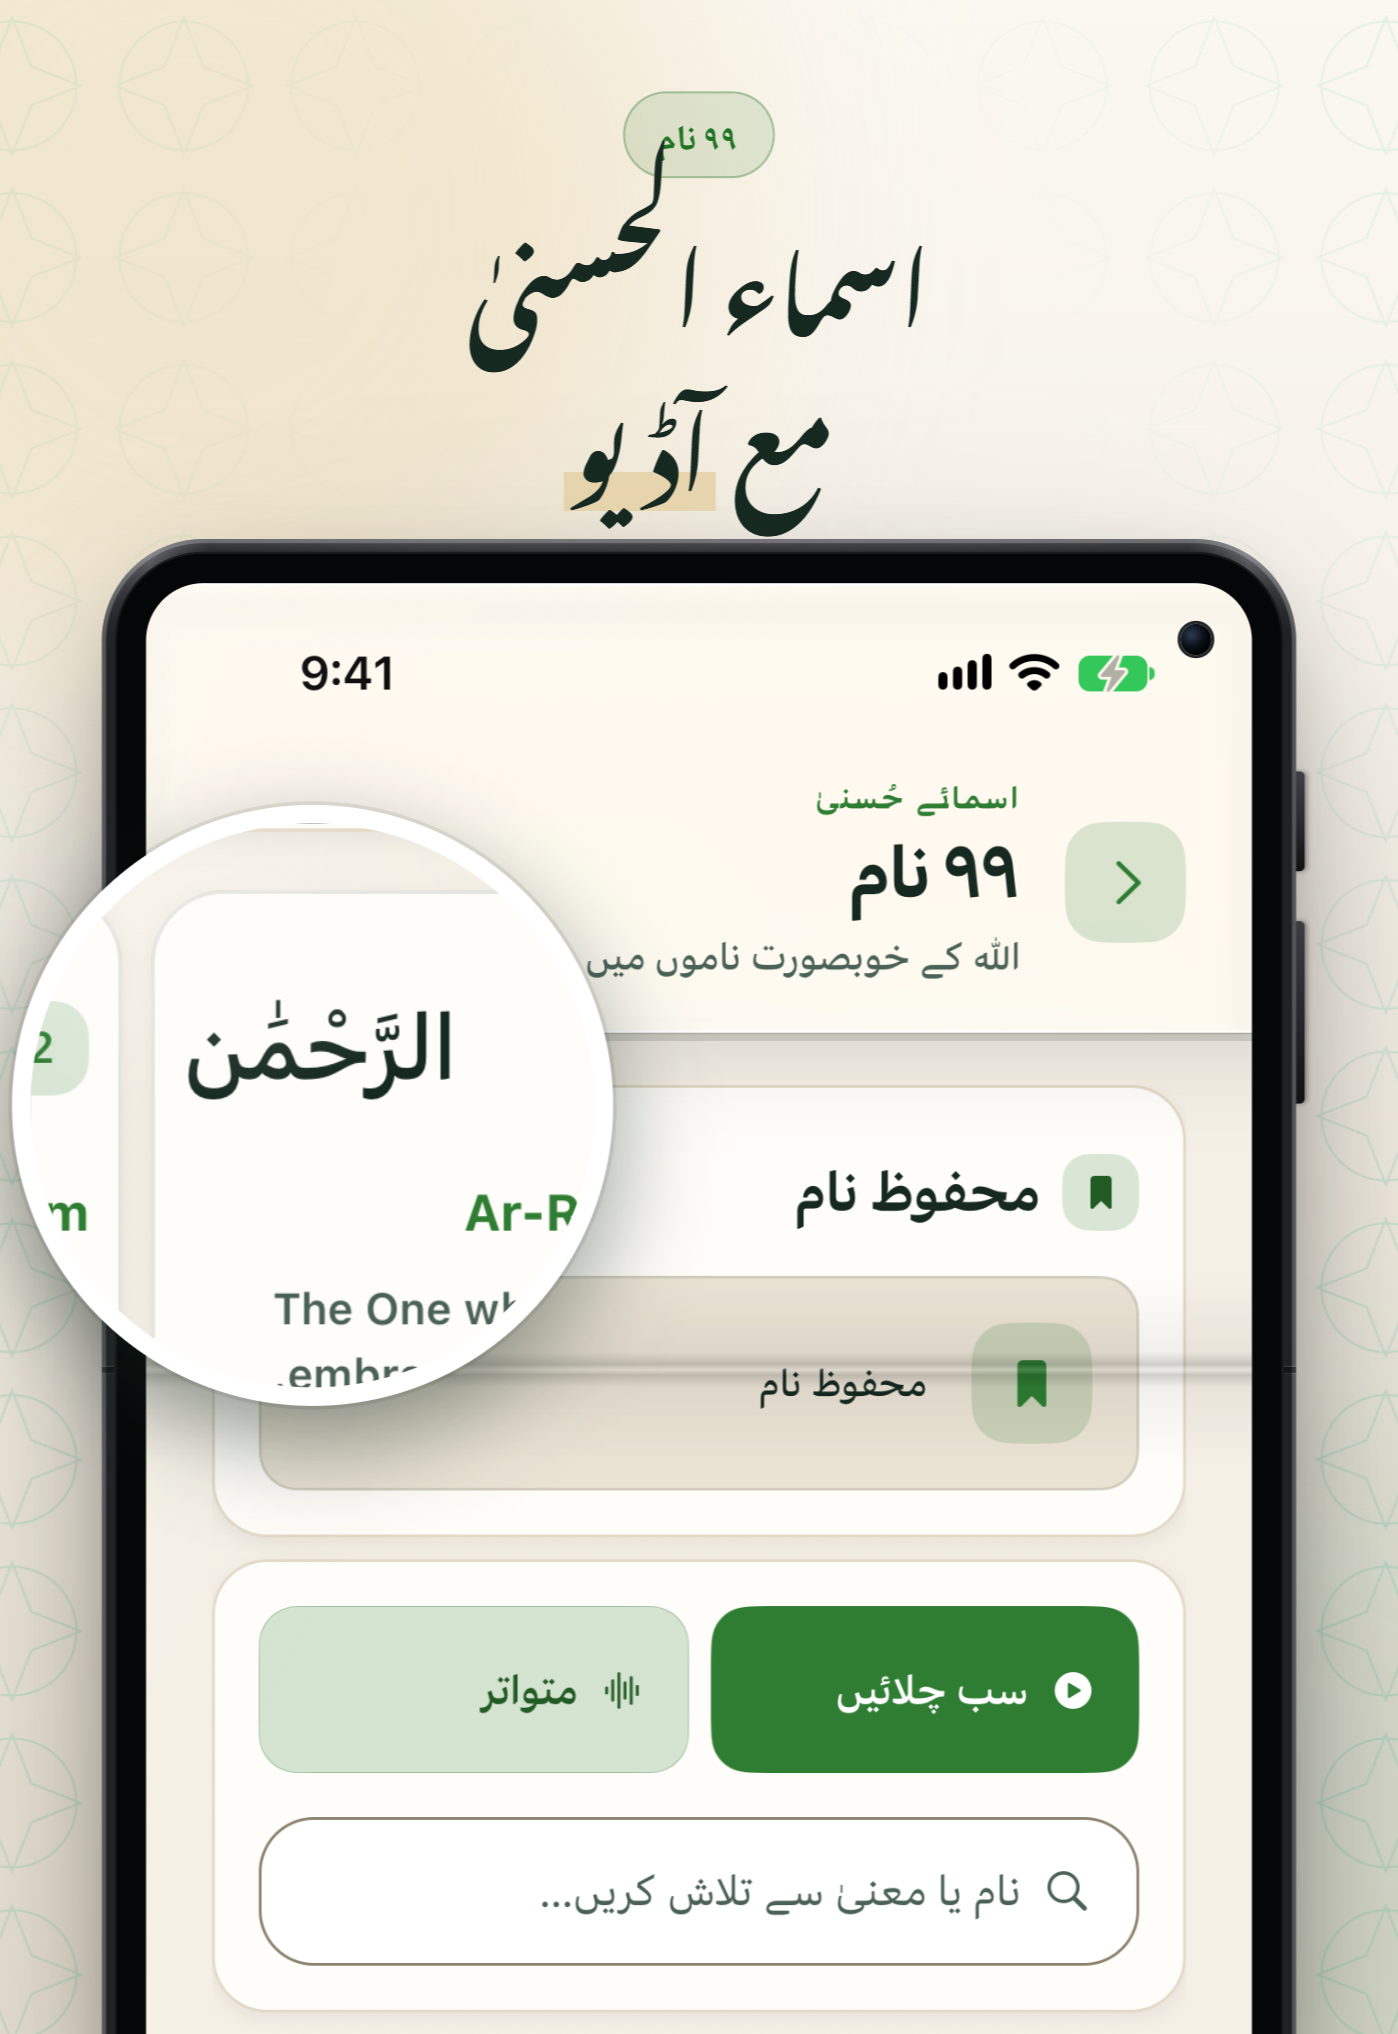 ۹۹ نام
اسماء الحسنیٰ
مع آڈیو
9:41
اسمائے حُسنیٰ
۹۹ نام
اللہ کے خوبصورت ناموں میں
2
الرَّحْمَٰن
Ar-R
The One
محفوظ نام
محفوظ نام
سب چلائیں
متواتر
نام یا معنیٰ سے تلاش کریں...